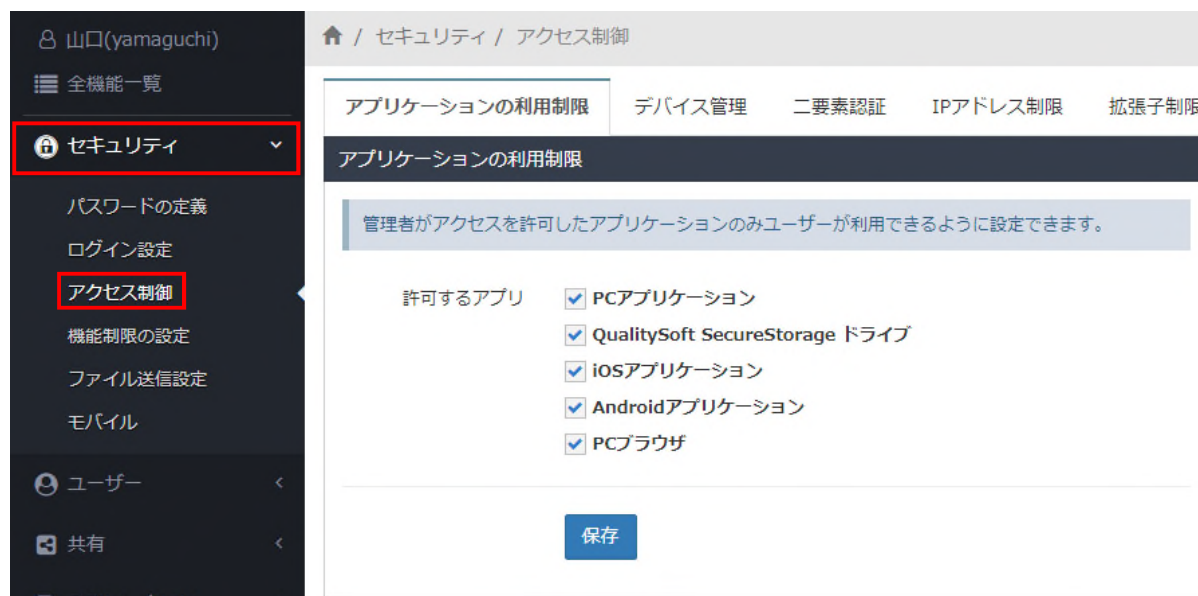 山口(yamaguchi)
全機能一覧
セキュリティ
パスワードの定義
ログイン設定
アクセス制御
機能制限の設定
ファイル送信設定
モバイル
ユーザー
共有
/ セキュリティ / アクセス制御
アプリケーションの利用制限 デバイス管理 二要素認証 IPアドレス制限 拡張子制限
アプリケーションの利用制限
管理者がアクセスを許可したアプリケーションのみユーザーが利用できるように設定できます。
許可するアプリ PCアプリケーション
QualitySoft SecureStorage ドライブ
iOSアプリケーション
Androidアプリケーション
PCブラウザ
保存